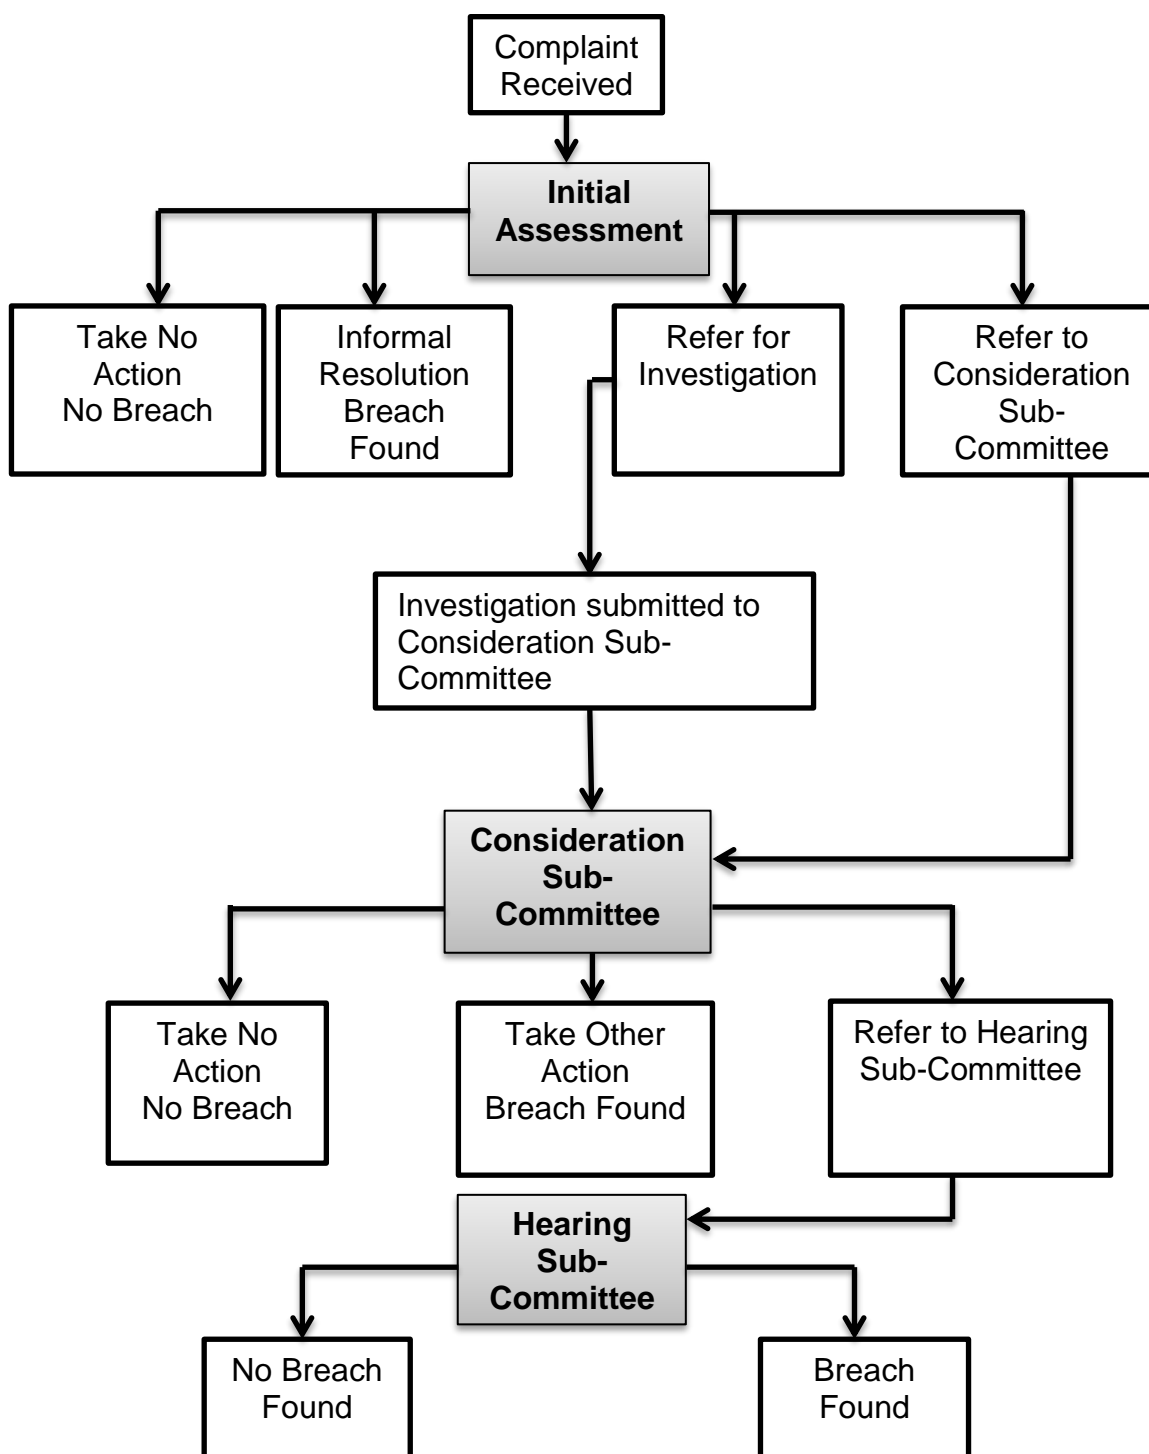 Complaint
Received
Initial
Assessment
Take No
Action
No Breach
Informal
Resolution
Breach
Found
Refer for
Investigation
Refer to
Consideration
Sub-
Committee
Investigation submitted to
Consideration Sub-
Committee
Consideration
Sub-
Committee
Take No
Action
No Breach
Take Other
Action
Breach Found
Refer to Hearing
Sub-Committee
Hearing
Sub-
Committee
No Breach
Found
Breach
Found